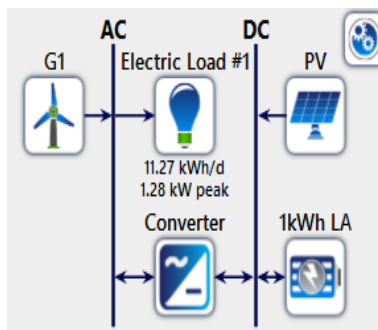 AC DC
G1 Electric Load #1 PV
11.27 kWh/d
1.28 kW peak
Converter 1kWh LA